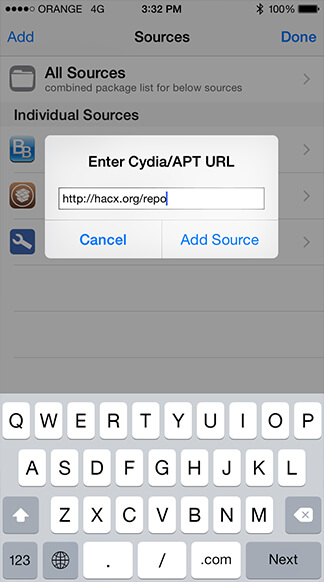 ORANGE 4G 3:32 PM 100%
Add Sources Done
All Sources
combined package list for below sources
Individual Sources
BB
Enter Cydia/APT URL
http://hacx.org/repo
Cancel Add Source
Q W E R T Y U I O P
A S D F G H J K L
Z X C V B N M
123 . / .com Next